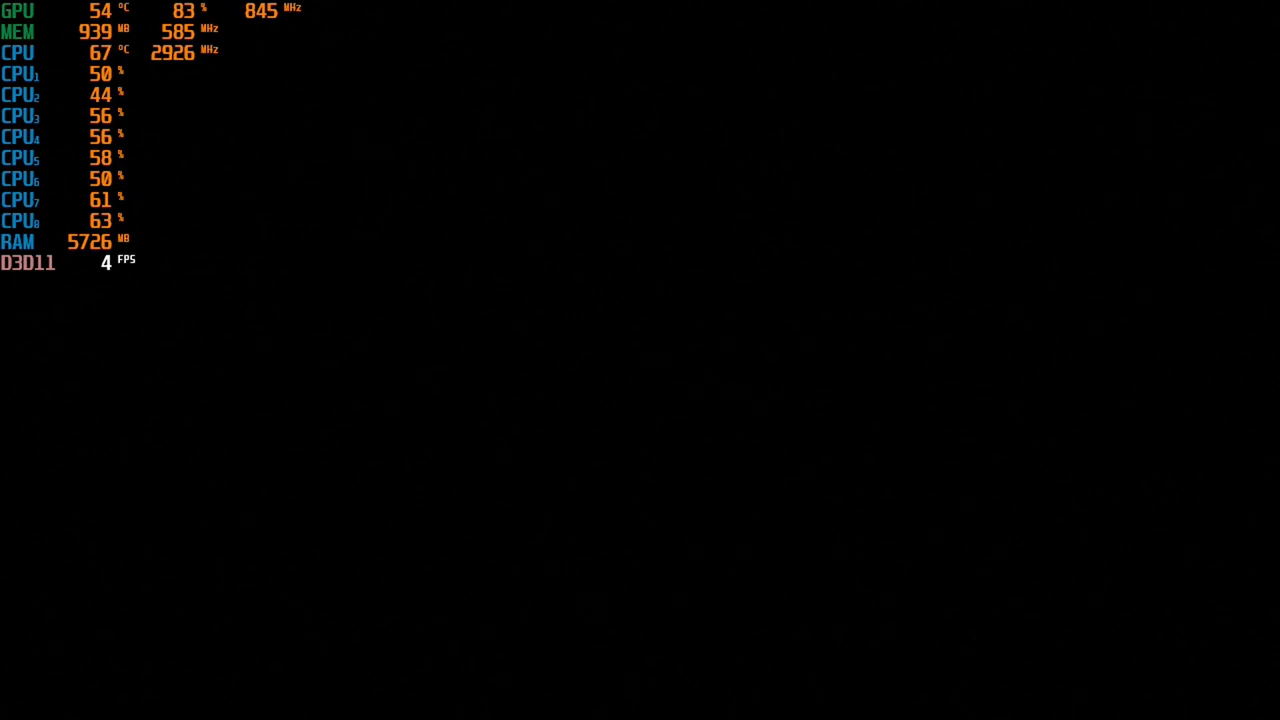 GPU 54 °C 83 % 845 MHz
MEM 939 MB 585 MHz
CPU 67 °C 2926 MHz
CPU1 50 %
CPU2 44 %
CPU3 56 %
CPU4 56 %
CPU5 58 %
CPU6 50 %
CPU7 61 %
CPU8 63 %
RAM 5726 MB
D3D11 4 FPS